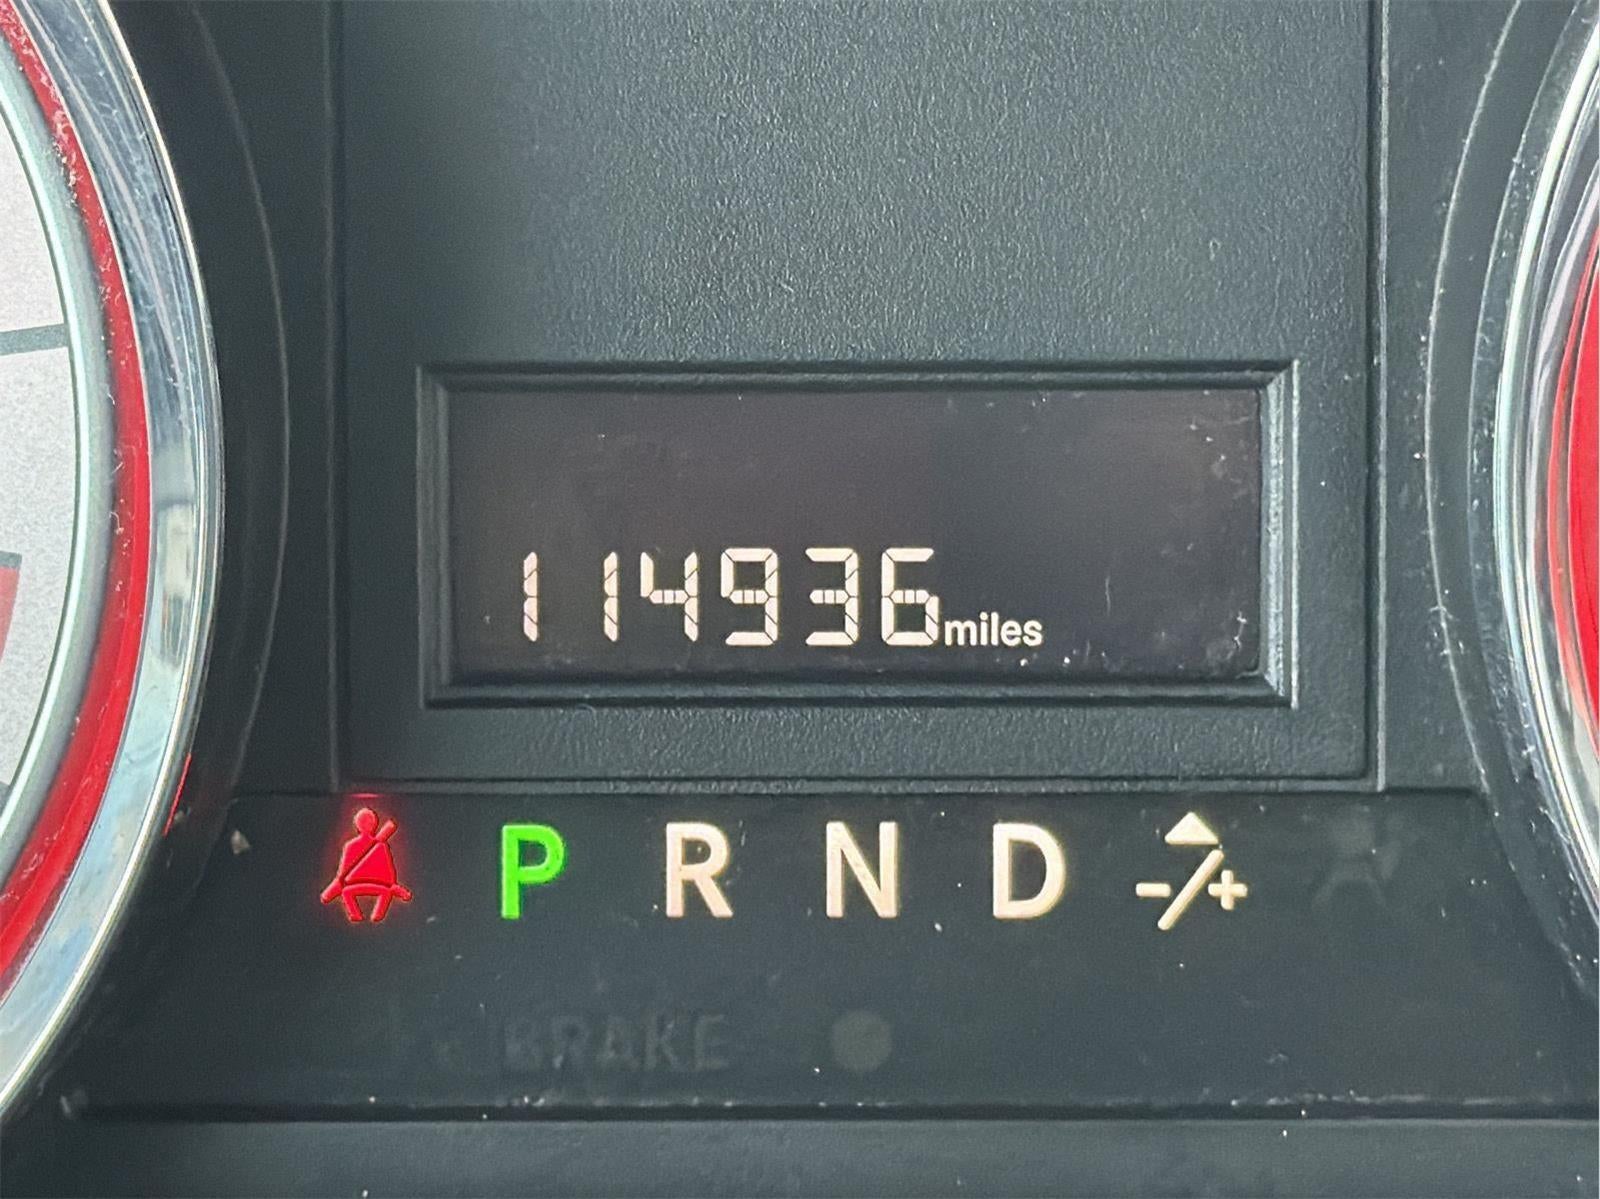 114936miles
P R N D -/+
BRAKE